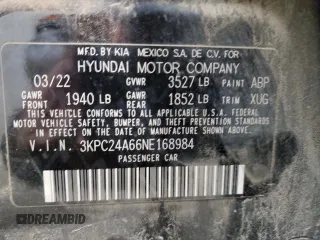 MFD. BY KIA MEXICO S.A. DE C.V. FOR
HYUNDAI MOTOR COMPANY
03/22 GVWR 3527 LB PAINT ABP
GAWR FRONT 1940 LB GAWR REAR 1852 LB TRIM XUG
THIS VEHICLE CONFORMS TO ALL APPLICABLE U.S.A. FEDERAL
MOTOR VEHICLE SAFETY, BUMPER, AND THEFT PREVENTION
STANDARDS IN EFFECT ON THE DATE OF MANUFACTURE
SHOWN ABOVE.
V.I.N. 3KPC24A66NE168984
PASSENGER CAR
© DREAMBID